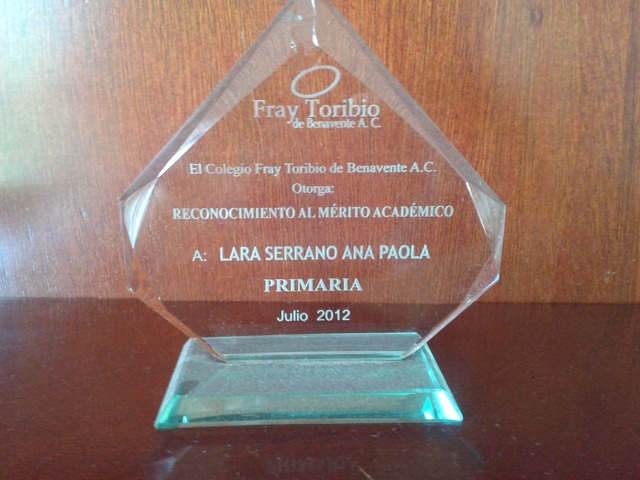 Fray Toribio
de Benavente A. C.
El Colegio Fray Toribio de Benavente A.C.
Otorga:
RECONOCIMIENTO AL MÉRITO ACADÉMICO
A: LARA SERRANO ANA PAOLA
PRIMARIA
Julio 2012